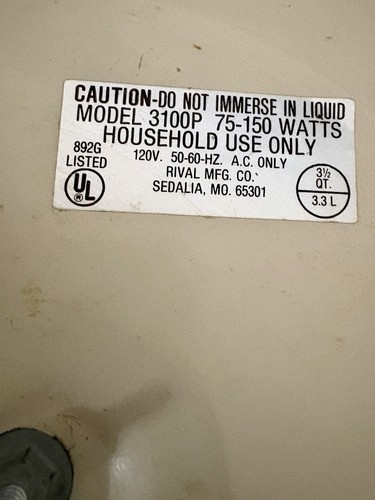 CAUTION-DO NOT IMMERSE IN LIQUID
MODEL 3100P 75-150 WATTS
HOUSEHOLD USE ONLY
892G
LISTED
UL
®
120V. 50-60-HZ. A.C. ONLY
RIVAL MFG. CO.
SEDALIA, MO. 65301
3½
QT.
3.3 L